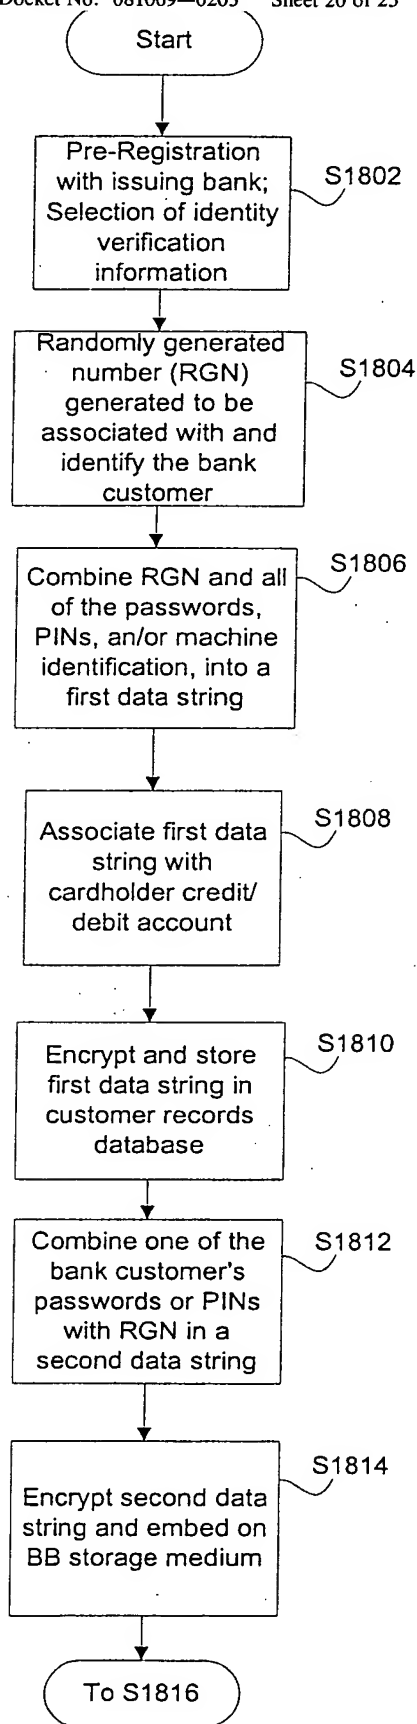 Docket No: 081069—0205 Sheet 20 of 25
Start
Pre-Registration
with issuing bank;
Selection of identity
verification
information
S1802
Randomly generated
number (RGN)
generated to be
associated with and
identify the bank
customer
S1804
Combine RGN and all
of the passwords,
PINs, an/or machine
identification, into a
first data string
S1806
Associate first data
string with
cardholder credit/
debit account
S1808
Encrypt and store
first data string in
customer records
database
S1810
Combine one of the
bank customer's
passwords or PINs
with RGN in a
second data string
S1812
Encrypt second data
string and embed on
BB storage medium
S1814
To S1816